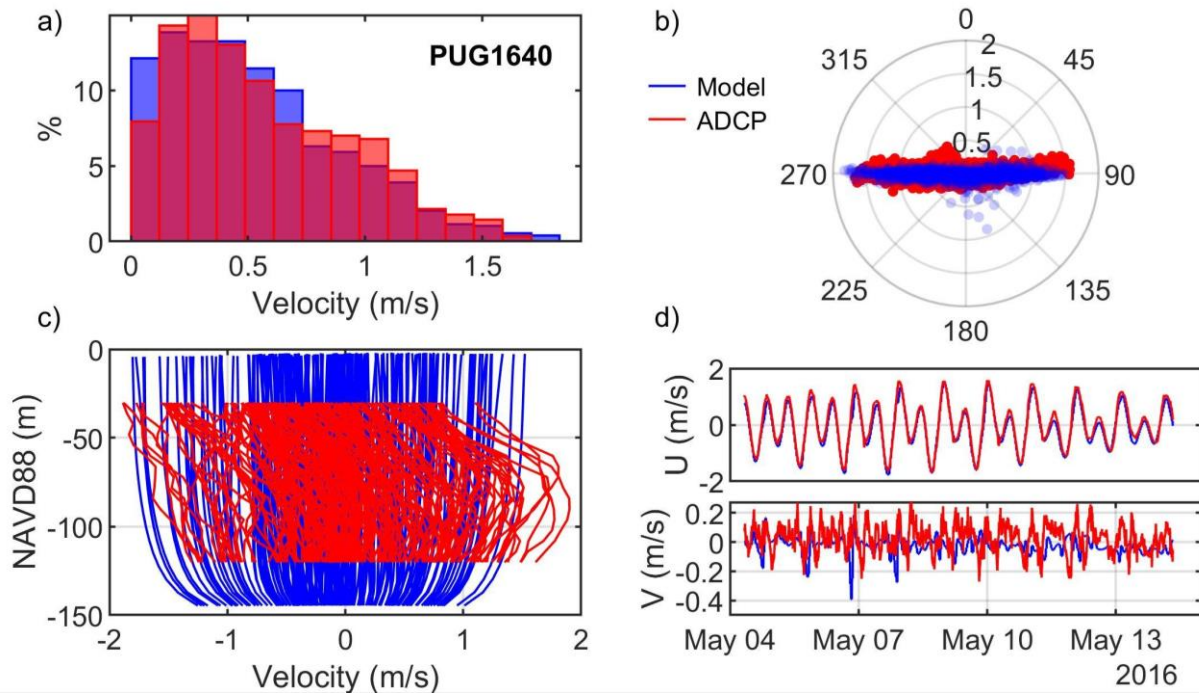 a)
PUG1640
%
10
5
0
0
0.5
1
1.5
Velocity (m/s)
b)
Model
ADCP
0
45
90
135
180
225
270
315
2
1.5
1
0.5
c)
NAVD88 (m)
0
-50
-100
-150
-2
-1
0
1
2
Velocity (m/s)
d)
U (m/s)
2
0
-2
V (m/s)
0.2
0
-0.2
-0.4
May 04
May 07
May 10
May 13
2016